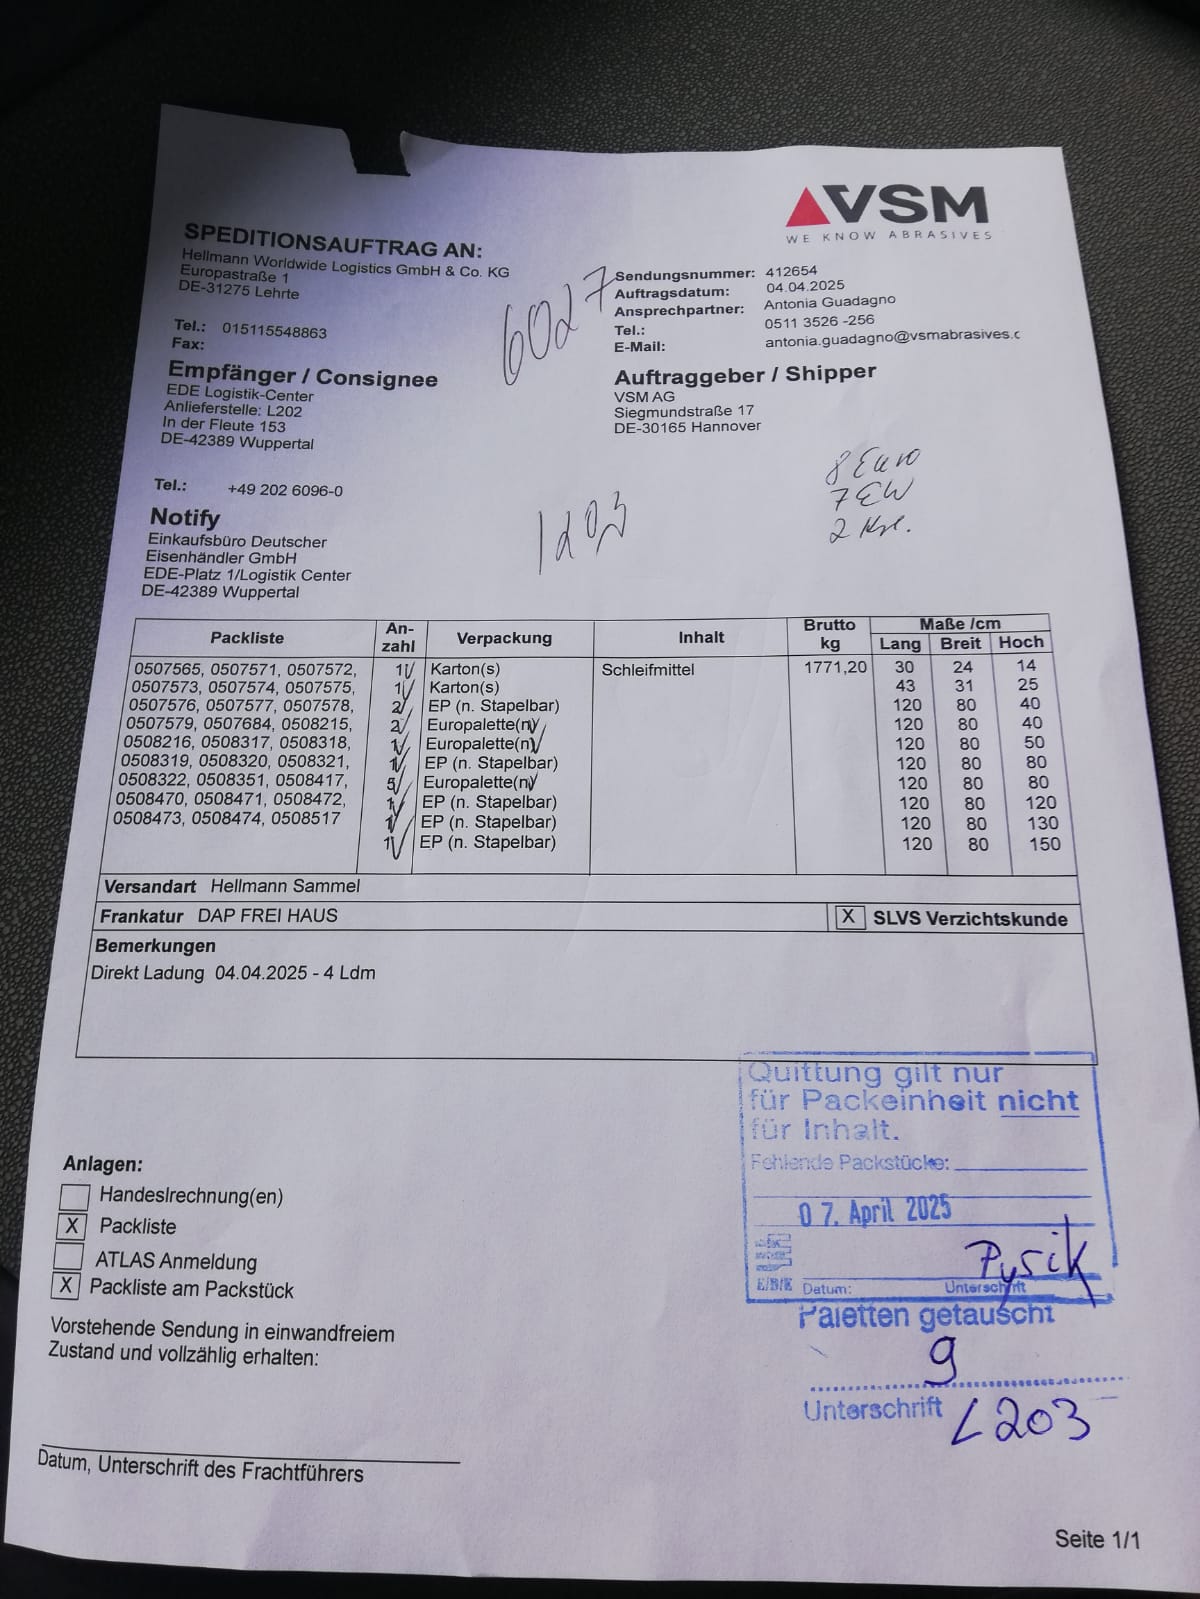 VSM
WE KNOW ABRASIVES
SPEDITIONSAUFTRAG AN:
Hellmann Worldwide Logistics GmbH & Co. KG
Europastraße 1
DE-31275 Lehrte
Tel.: 015115548863
Fax:
6027
Sendungsnummer: 412654
Auftragsdatum: 04.04.2025
Ansprechpartner: Antonia Guadagno
Tel.: 0511 3526 -256
E-Mail: antonia.guadagno@vsmabrasives.c
Empfänger / Consignee
EDE Logistik-Center
Anlieferstelle: L202
In der Fleute 153
DE-42389 Wuppertal
Tel.: +49 202 6096-0
Auftraggeber / Shipper
VSM AG
Siegmundstraße 17
DE-30165 Hannover
8 Euro
7 EW
2
Notify
Einkaufsbüro Deutscher
Eisenhändler GmbH
EDE-Platz 1/Logistik Center
DE-42389 Wuppertal
Packliste An-zahl Verpackung Inhalt Brutto kg Maße /cm
Lang Breit Hoch
0507565, 0507571, 0507572, 1 Karton(s) Schleifmittel 1771,20 30 24 14
0507573, 0507574, 0507575, 1 Karton(s) 43 31 25
0507576, 0507577, 0507578, 2 EP (n. Stapelbar) 120 80 40
0507579, 0507684, 0508215, 2 Europalette(n) 120 80 40
0508216, 0508317, 0508318, 1 Europalette(n) 120 80 50
0508319, 0508320, 0508321, 1 EP (n. Stapelbar) 120 80 80
0508322, 0508351, 0508417, 5 Europalette(n) 120 80 80
0508470, 0508471, 0508472, 1 EP (n. Stapelbar) 120 80 120
0508473, 0508474, 0508517 1 EP (n. Stapelbar) 120 80 130
1 EP (n. Stapelbar) 120 80 150
Versandart Hellmann Sammel
Frankatur DAP FREI HAUS X SLVS Verzichtskunde
Bemerkungen
Direkt Ladung 04.04.2025 - 4 Ldm
Quittung gilt nur
für Packeinheit nicht
für Inhalt.
Fehlende Packstücke:
07. April 2025
Pysik
E/D/E Datum: Unterschrift
Paletten getauscht
9
Unterschrift L203
Anlagen:
Handeslrechnung(en)
X Packliste
ATLAS Anmeldung
X Packliste am Packstück
Vorstehende Sendung in einwandfreiem
Zustand und vollzählig erhalten:
Datum, Unterschrift des Frachtführers
Seite 1/1